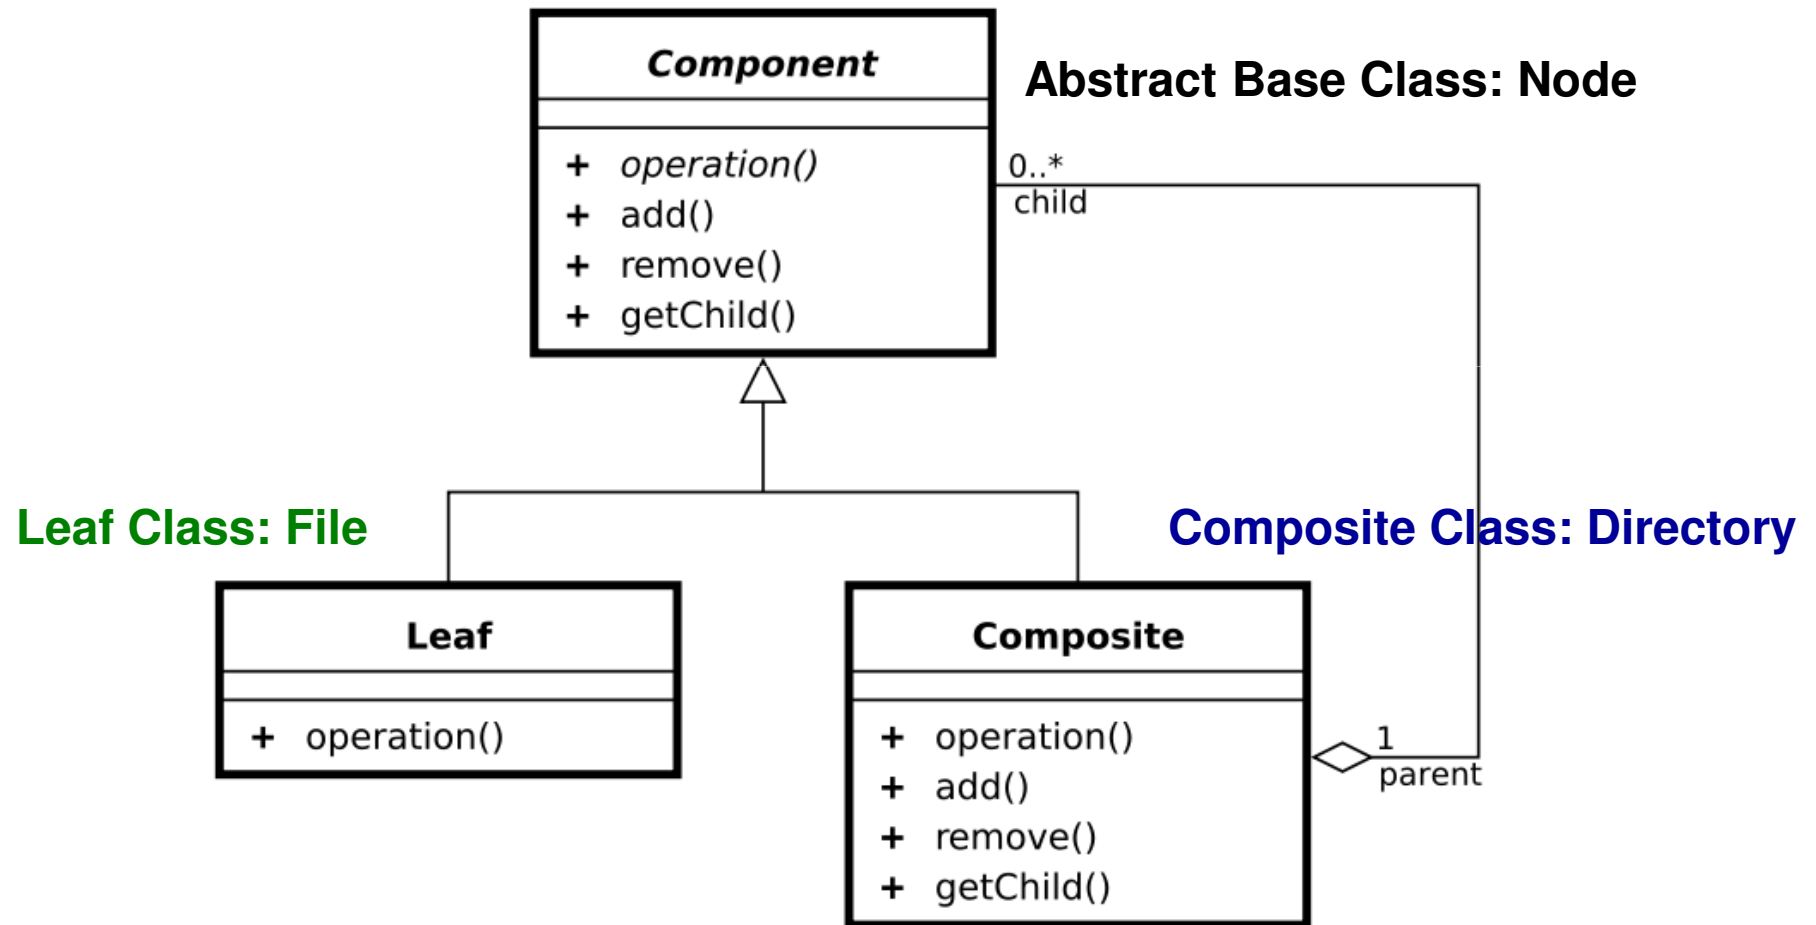 Component
Abstract Base Class: Node
+ operation()
+ add()
+ remove()
+ getChild()
0..*
child
Leaf Class: File
Composite Class: Directory
Leaf
+ operation()
Composite
+ operation()
+ add()
+ remove()
+ getChild()
1
parent